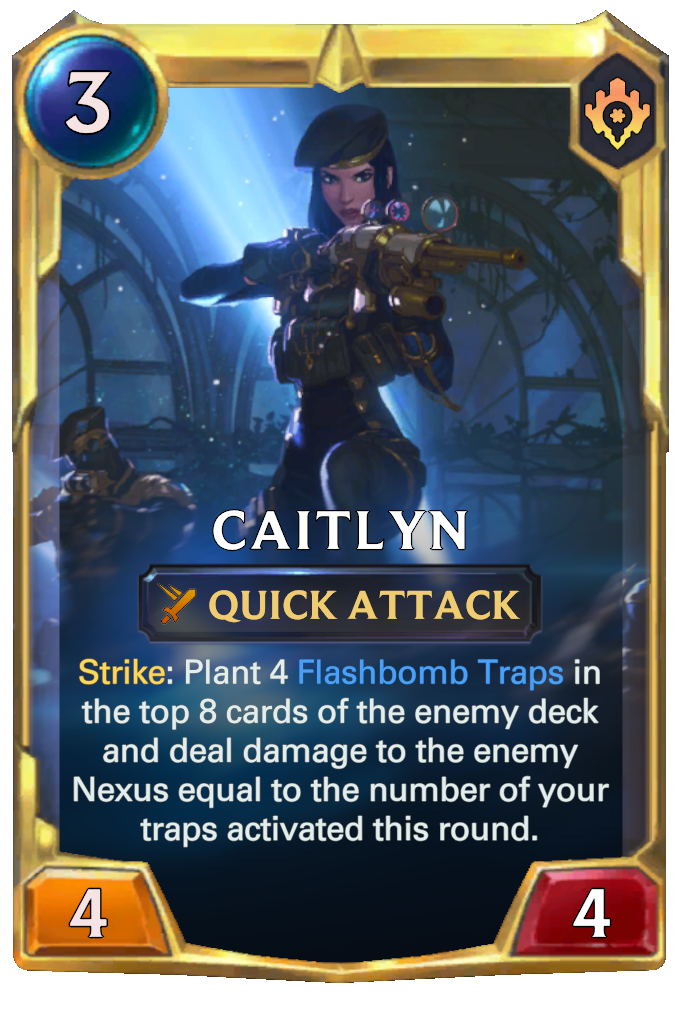 3
CAITLYN
QUICK ATTACK
Strike: Plant 4 Flashbomb Traps in
the top 8 cards of the enemy deck
and deal damage to the enemy
Nexus equal to the number of your
traps activated this round.
4 4